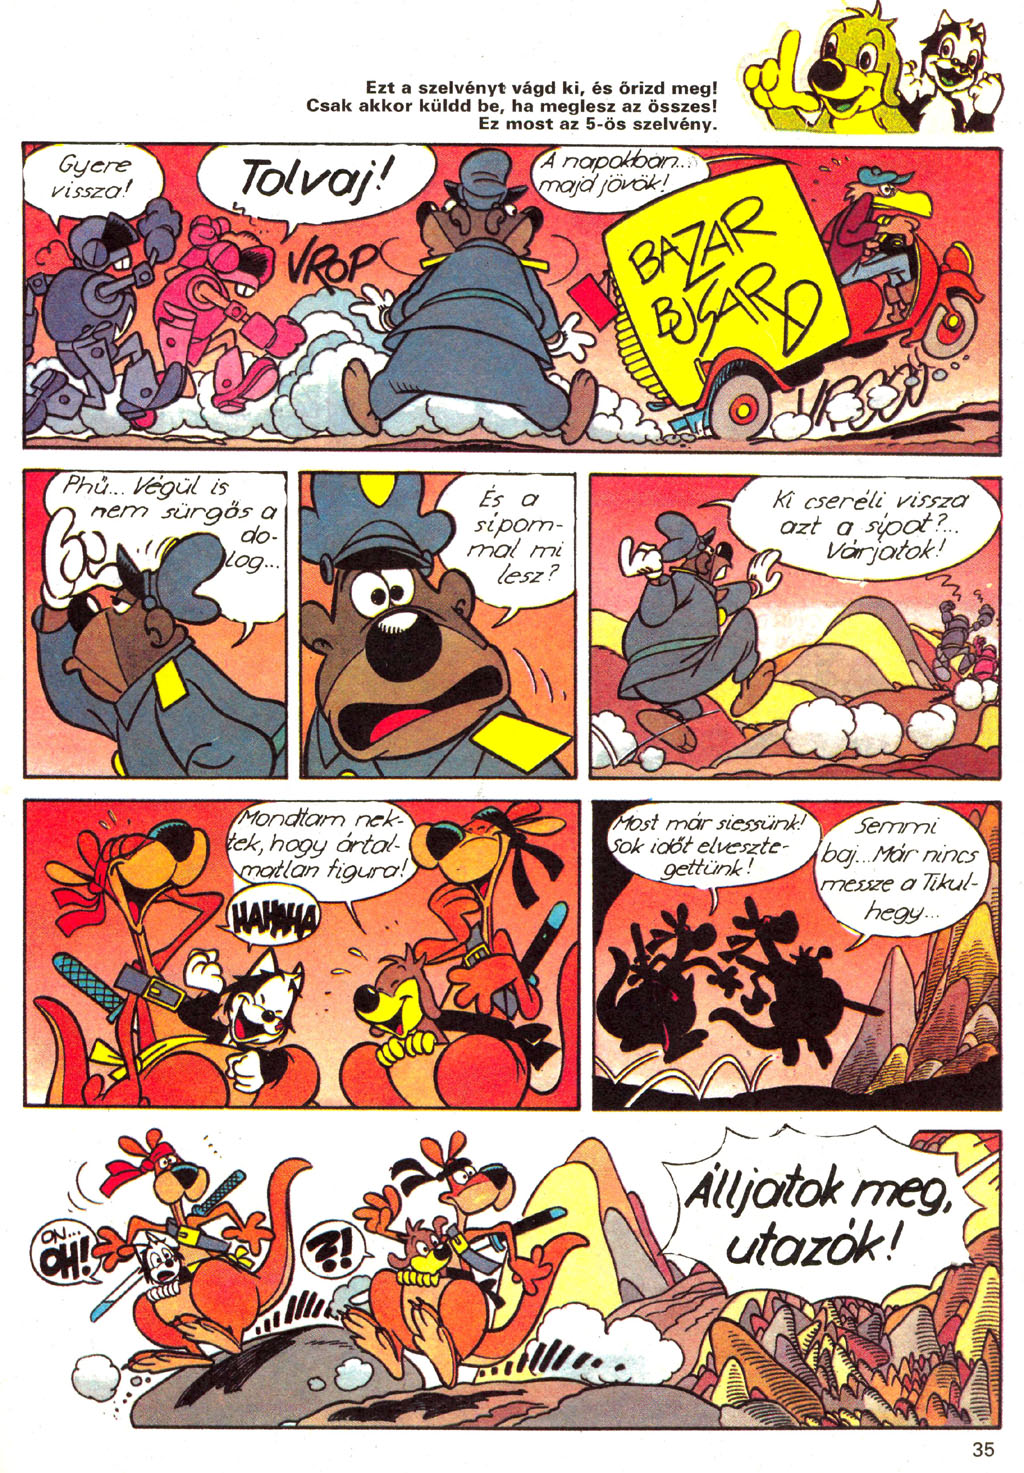 Ezt a szelvényt vágd ki, és őrizd meg!
Csak akkor küldd be, ha meglesz az összes!
Ez most az 5-ös szelvény.
Gyere
vissza!
Tolvaj!
A napokban...
majd jövök!
VROP
BAZAR
BUSARD
Phű... Végül is
nem sürgős a
do-
log...
És a
sípom-
mal mi
lesz?
Ki cseréli vissza
azt a sípot?...
Várjatok!
Mondtam nek-
tek, hogy ártal-
matlan figura!
HAHAHA
Most már siessünk!
Sok időt elveszte-
gettünk!
Semmi
baj... Már nincs
messze a Tikul-
hegy...
ON...
OH!
?!
Álljatok meg,
utazók!
35